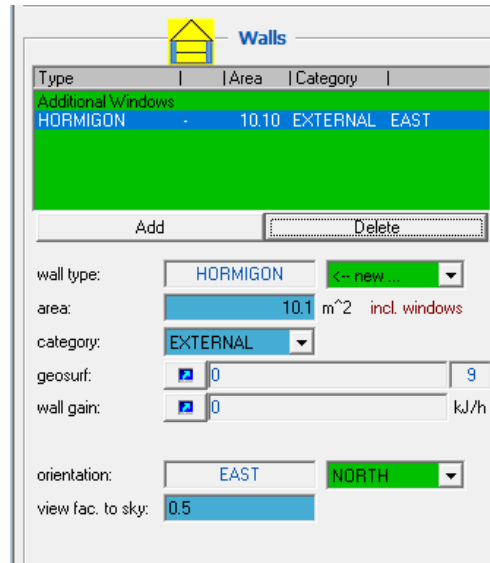 Walls
Type | | Area | Category |
Additional Windows
HORMIGON - 10.10 EXTERNAL EAST
Add Delete
wall type: HORMIGON <-- new ...
area: 10.1 m^2 incl. windows
category: EXTERNAL
geosurf: 0 9
wall gain: 0 kJ/h
orientation: EAST NORTH
view fac. to sky: 0.5